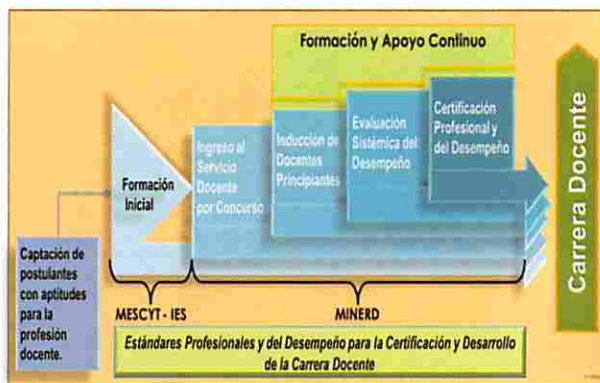 Formación y Apoyo Continuo
Captación de
postulantes
con aptitudes
para la
profesión
docente.
Formación
Inicial
Ingreso al
Servicio
Docente
por Concurso
Inducción de
Docentes
Principiantes
Evaluación
Sistémica del
Desempeño
Certificación
Profesional y
del Desempeño
Carrera Docente
MESCYT - IES
MINERD
Estándares Profesionales y del Desempeño para la Certificación y Desarrollo
de la Carrera Docente